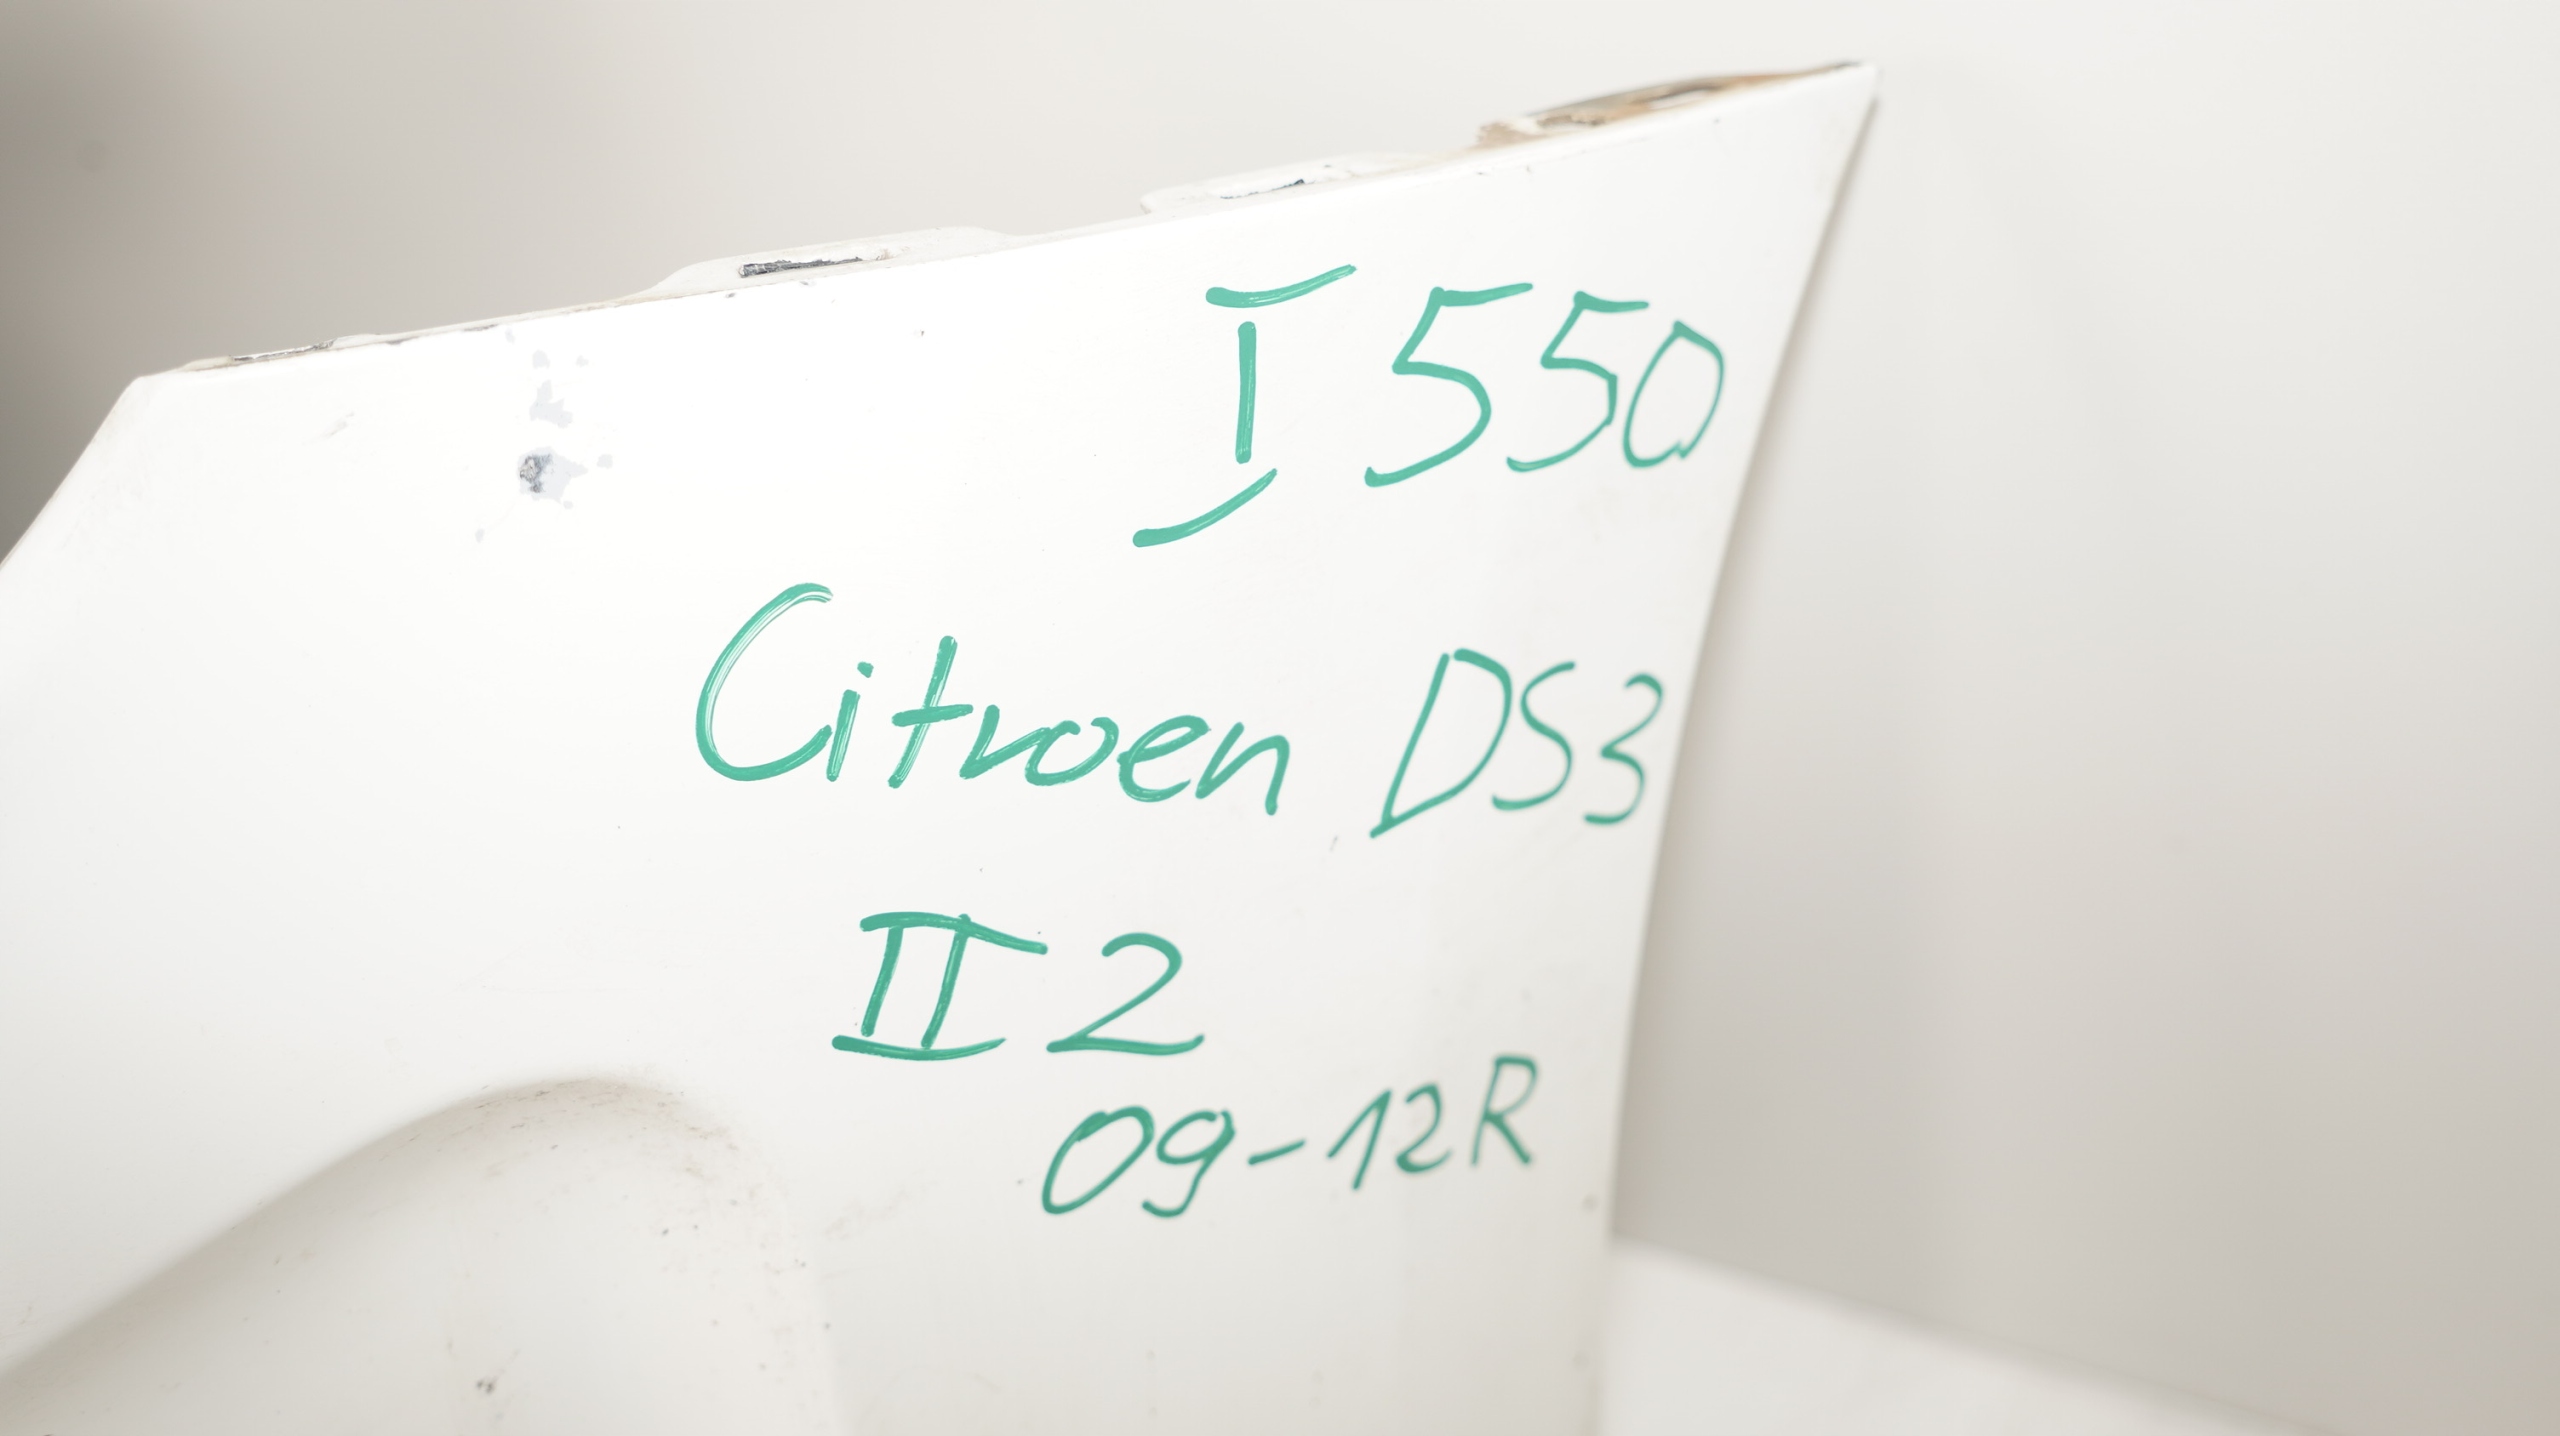 I 550
Citroen DS3
II 2
09-12R